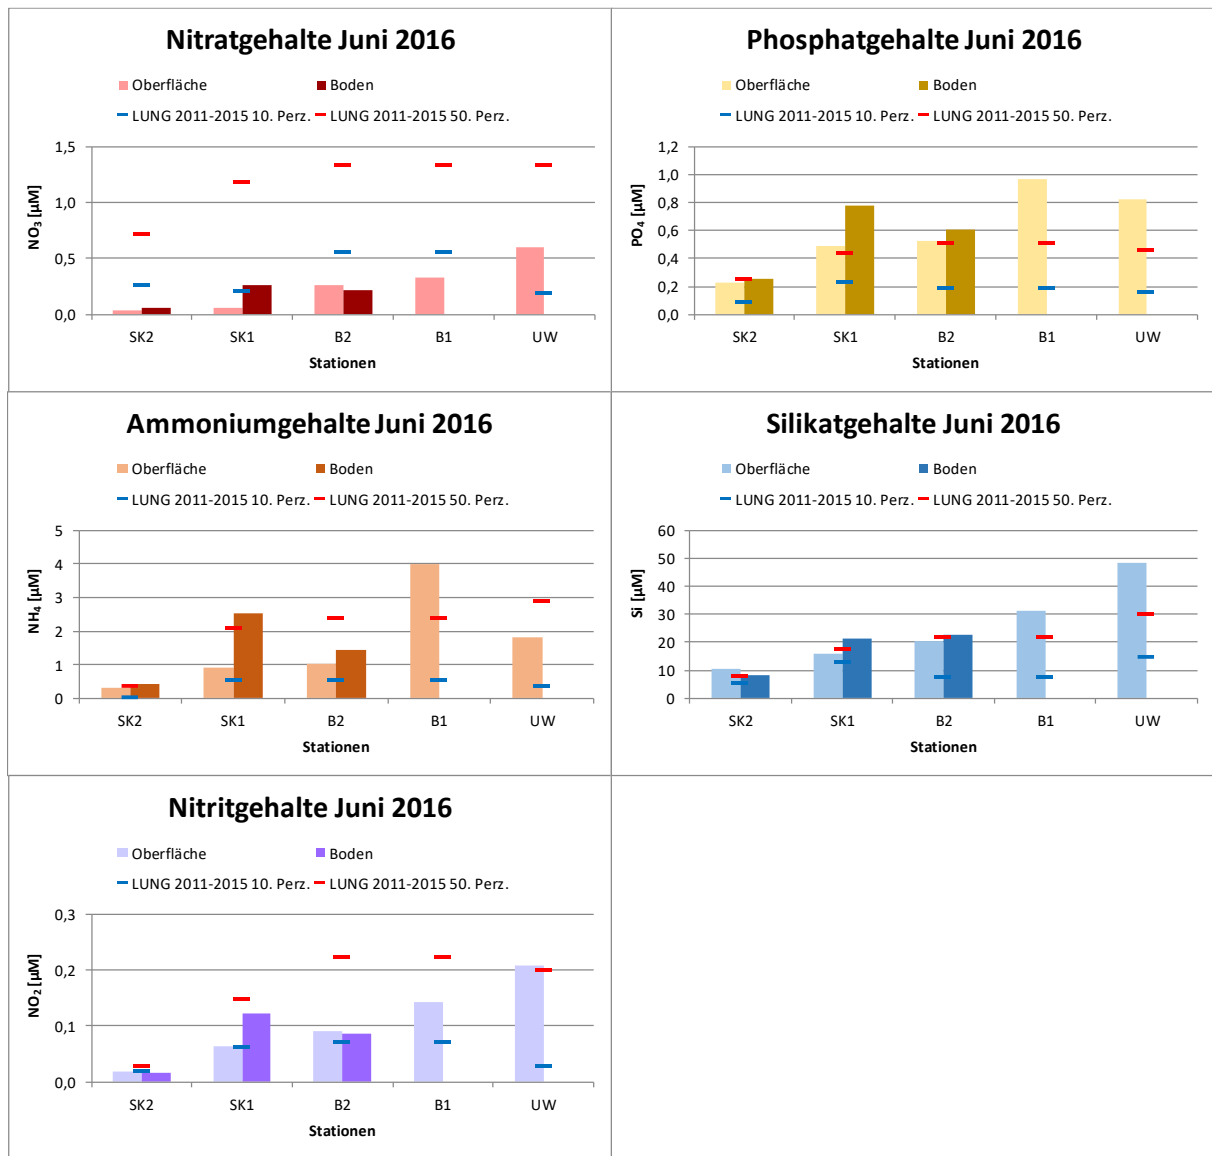 Nitratgehalte Juni 2016
Oberfläche Boden
LUNG 2011-2015 10. Perz. LUNG 2011-2015 50. Perz.
1,5
1,0
0,5
0,0
NO3 [µM]
SK2 SK1 B2 B1 UW
Stationen
Phosphatgehalte Juni 2016
Oberfläche Boden
LUNG 2011-2015 10. Perz. LUNG 2011-2015 50. Perz.
1,2
1,0
0,8
0,6
0,4
0,2
0,0
PO4 [µM]
SK2 SK1 B2 B1 UW
Stationen
Ammoniumgehalte Juni 2016
Oberfläche Boden
LUNG 2011-2015 10. Perz. LUNG 2011-2015 50. Perz.
5
4
3
2
1
0
NH4 [µM]
SK2 SK1 B2 B1 UW
Stationen
Silikatgehalte Juni 2016
Oberfläche Boden
LUNG 2011-2015 10. Perz. LUNG 2011-2015 50. Perz.
60
50
40
30
20
10
0
Si [µM]
SK2 SK1 B2 B1 UW
Stationen
Nitritgehalte Juni 2016
Oberfläche Boden
LUNG 2011-2015 10. Perz. LUNG 2011-2015 50. Perz.
0,3
0,2
0,1
0,0
NO2 [µM]
SK2 SK1 B2 B1 UW
Stationen